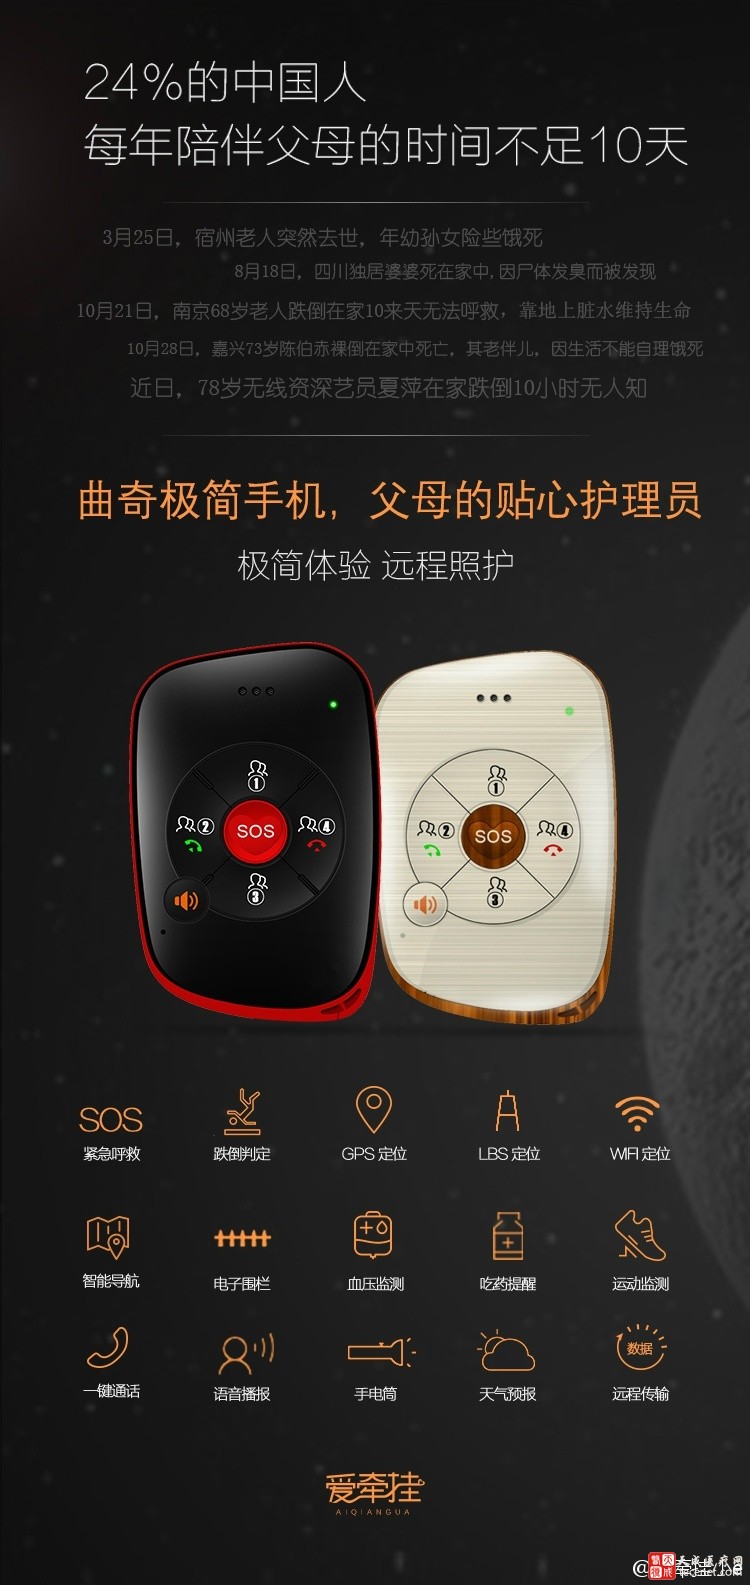 24%的中国人
每年陪伴父母的时间不足10天
3月25日，宿州老人突然去世，年幼孙女险些饿死
8月18日，四川独居婆婆死在家中,因尸体发臭而被发现
10月21日，南京68岁老人跌倒在家10来天无法呼救，靠地上脏水维持生命
10月28日，嘉兴73岁陈伯赤裸倒在家中死亡，其老伴儿，因生活不能自理饿死
近日，78岁无线资深艺员夏萍在家跌倒10小时无人知
曲奇极简手机，父母的贴心护理员
极简体验 远程照护
1
2 SOS 4
3
1
2 SOS 4
3
SOS
紧急呼救 跌倒判定 GPS 定位 LBS 定位 WIFI 定位
智能导航 电子围栏 血压监测 吃药提醒 运动监测
数据
一键通话 语音播报 手电筒 天气预报 远程传输
爱牵挂
AIQIANGUA